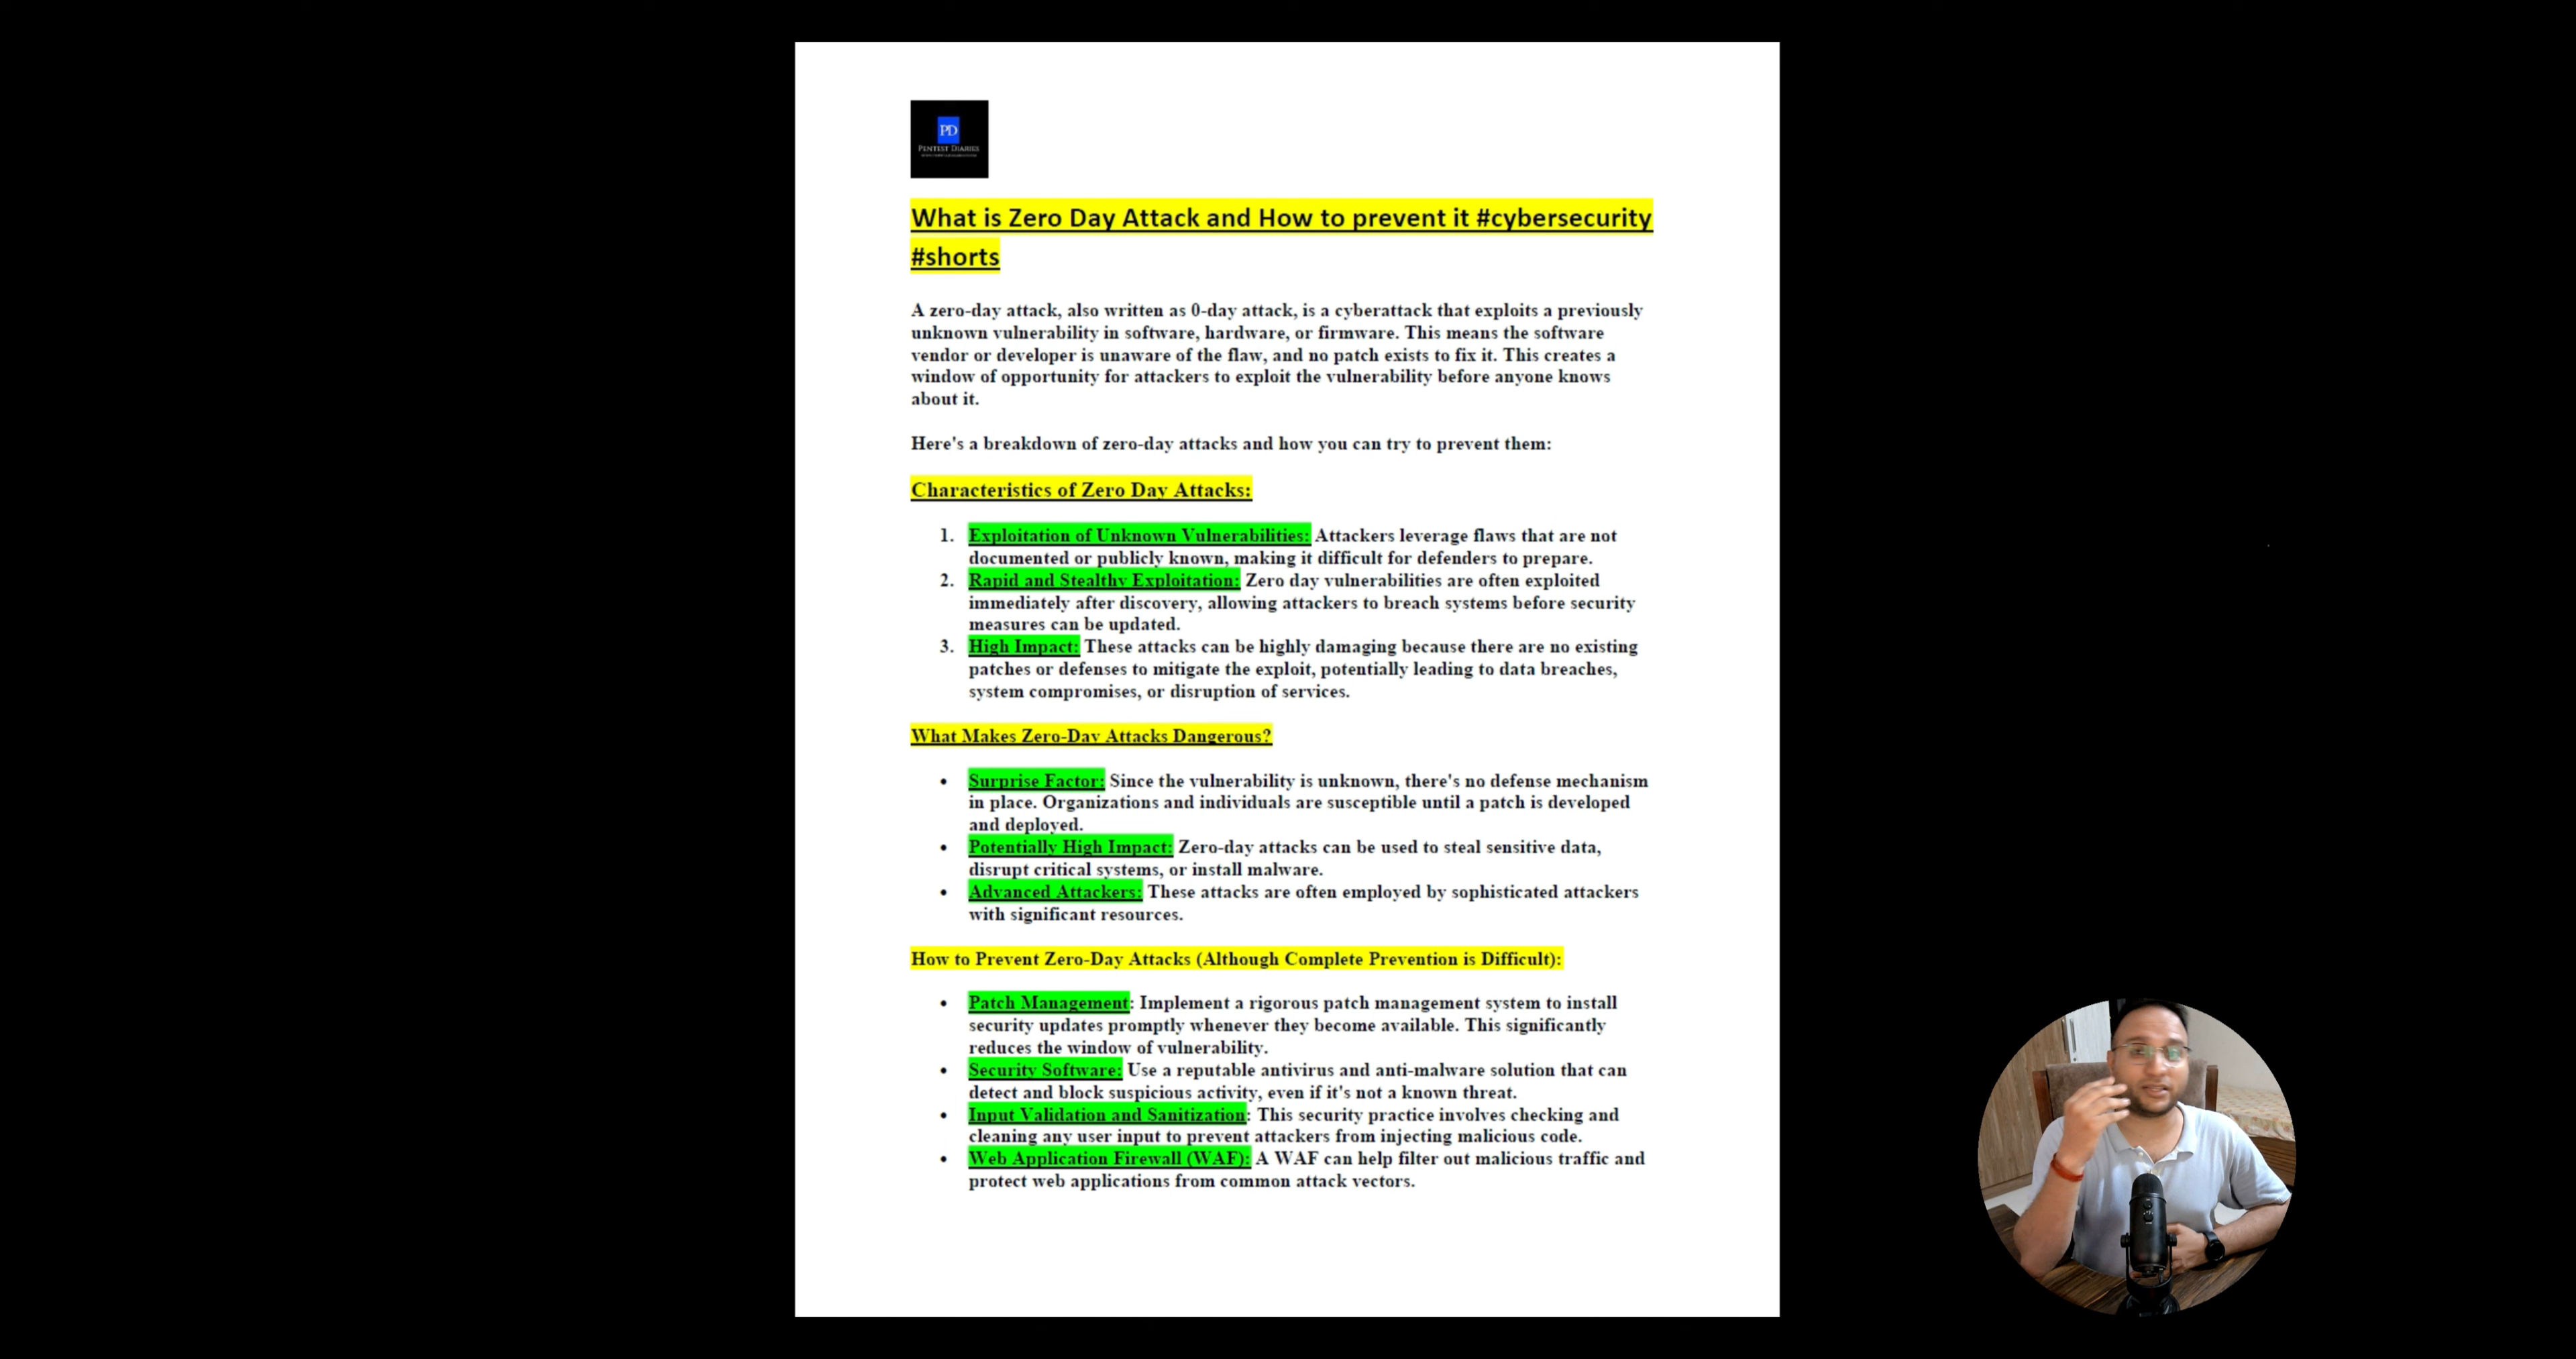 PD
PENTEST DIARIES
What is Zero Day Attack and How to prevent it #cybersecurity
#shorts
A zero-day attack, also written as 0-day attack, is a cyberattack that exploits a previously
unknown vulnerability in software, hardware, or firmware. This means the software
vendor or developer is unaware of the flaw, and no patch exists to fix it. This creates a
window of opportunity for attackers to exploit the vulnerability before anyone knows
about it.
Here's a breakdown of zero-day attacks and how you can try to prevent them:
Characteristics of Zero Day Attacks:
1. Exploitation of Unknown Vulnerabilities: Attackers leverage flaws that are not
documented or publicly known, making it difficult for defenders to prepare.
2. Rapid and Stealthy Exploitation: Zero day vulnerabilities are often exploited
immediately after discovery, allowing attackers to breach systems before security
measures can be updated.
3. High Impact: These attacks can be highly damaging because there are no existing
patches or defenses to mitigate the exploit, potentially leading to data breaches,
system compromises, or disruption of services.
What Makes Zero-Day Attacks Dangerous?
• Surprise Factor: Since the vulnerability is unknown, there's no defense mechanism
in place. Organizations and individuals are susceptible until a patch is developed
and deployed.
• Potentially High Impact: Zero-day attacks can be used to steal sensitive data,
disrupt critical systems, or install malware.
• Advanced Attackers: These attacks are often employed by sophisticated attackers
with significant resources.
How to Prevent Zero-Day Attacks (Although Complete Prevention is Difficult):
• Patch Management: Implement a rigorous patch management system to install
security updates promptly whenever they become available. This significantly
reduces the window of vulnerability.
• Security Software: Use a reputable antivirus and anti-malware solution that can
detect and block suspicious activity, even if it's not a known threat.
• Input Validation and Sanitization: This security practice involves checking and
cleaning any user input to prevent attackers from injecting malicious code.
• Web Application Firewall (WAF): A WAF can help filter out malicious traffic and
protect web applications from common attack vectors.